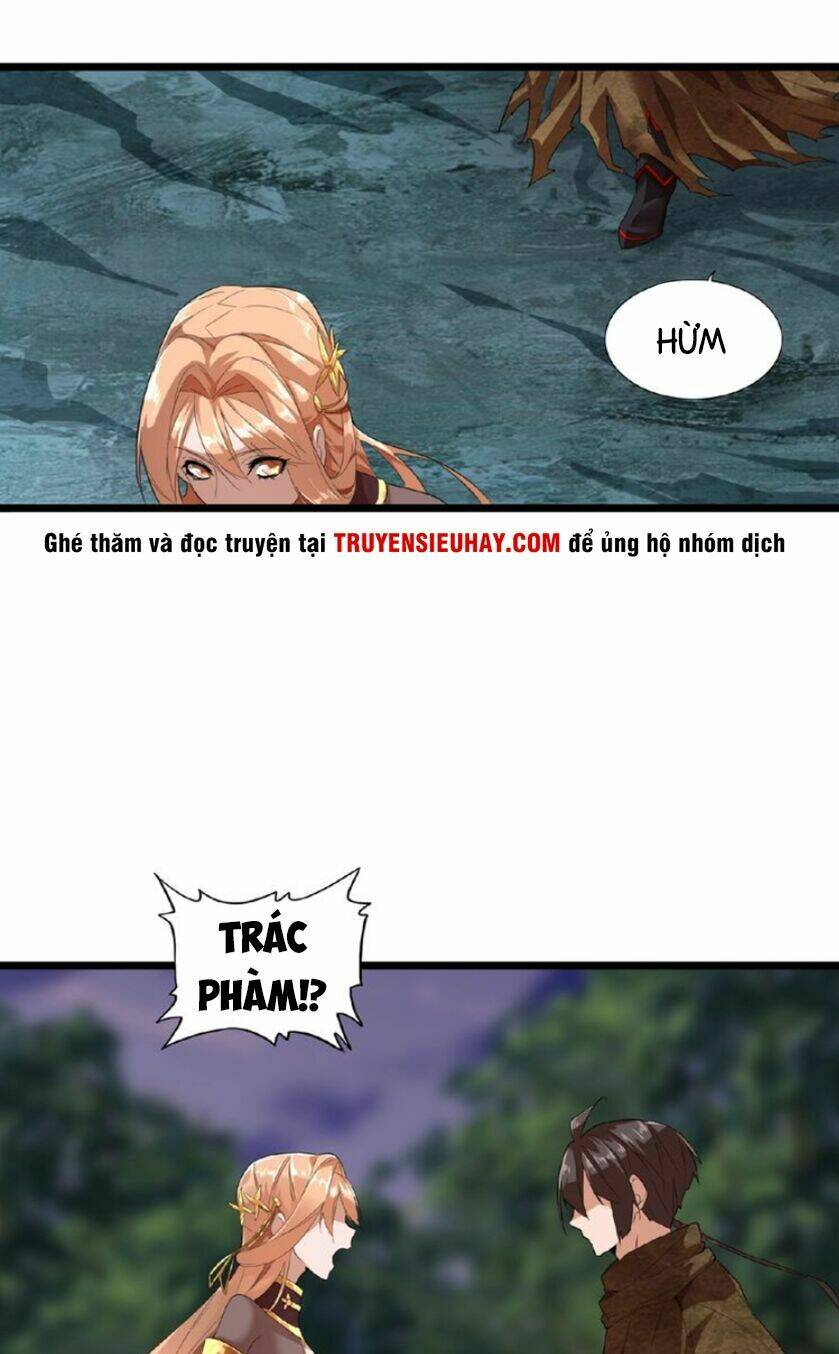 HỪM
Ghé thăm và đọc truyện tại TRUYENSIEUHAY.COM để ủng hộ nhóm dịch
TRÁC
PHÀM!?